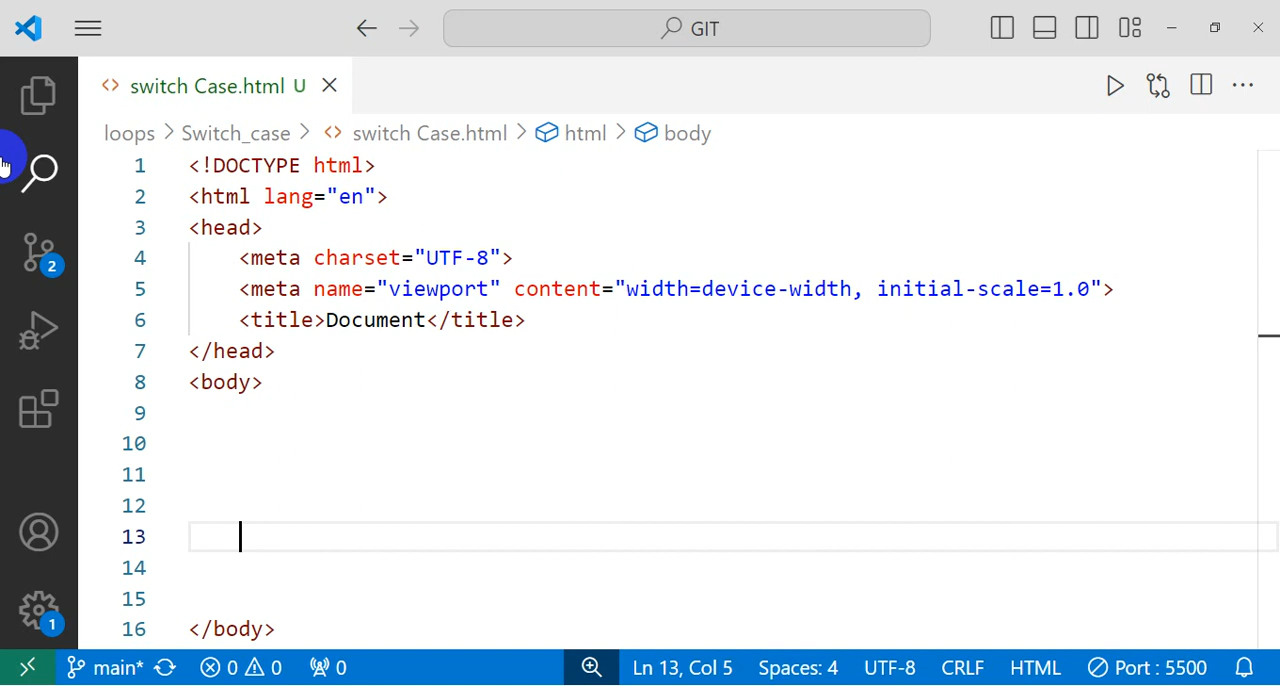 GIT
switch Case.html U
loops > Switch_case > switch Case.html > html > body
1 <!DOCTYPE html>
2 <html lang="en">
3 <head>
4 <meta charset="UTF-8">
5 <meta name="viewport" content="width=device-width, initial-scale=1.0">
6 <title>Document</title>
7 </head>
8 <body>
9
10
11
12
13
14
15
16 </body>
2
1
main* 0 0 0 Ln 13, Col 5 Spaces: 4 UTF-8 CRLF HTML Port : 5500